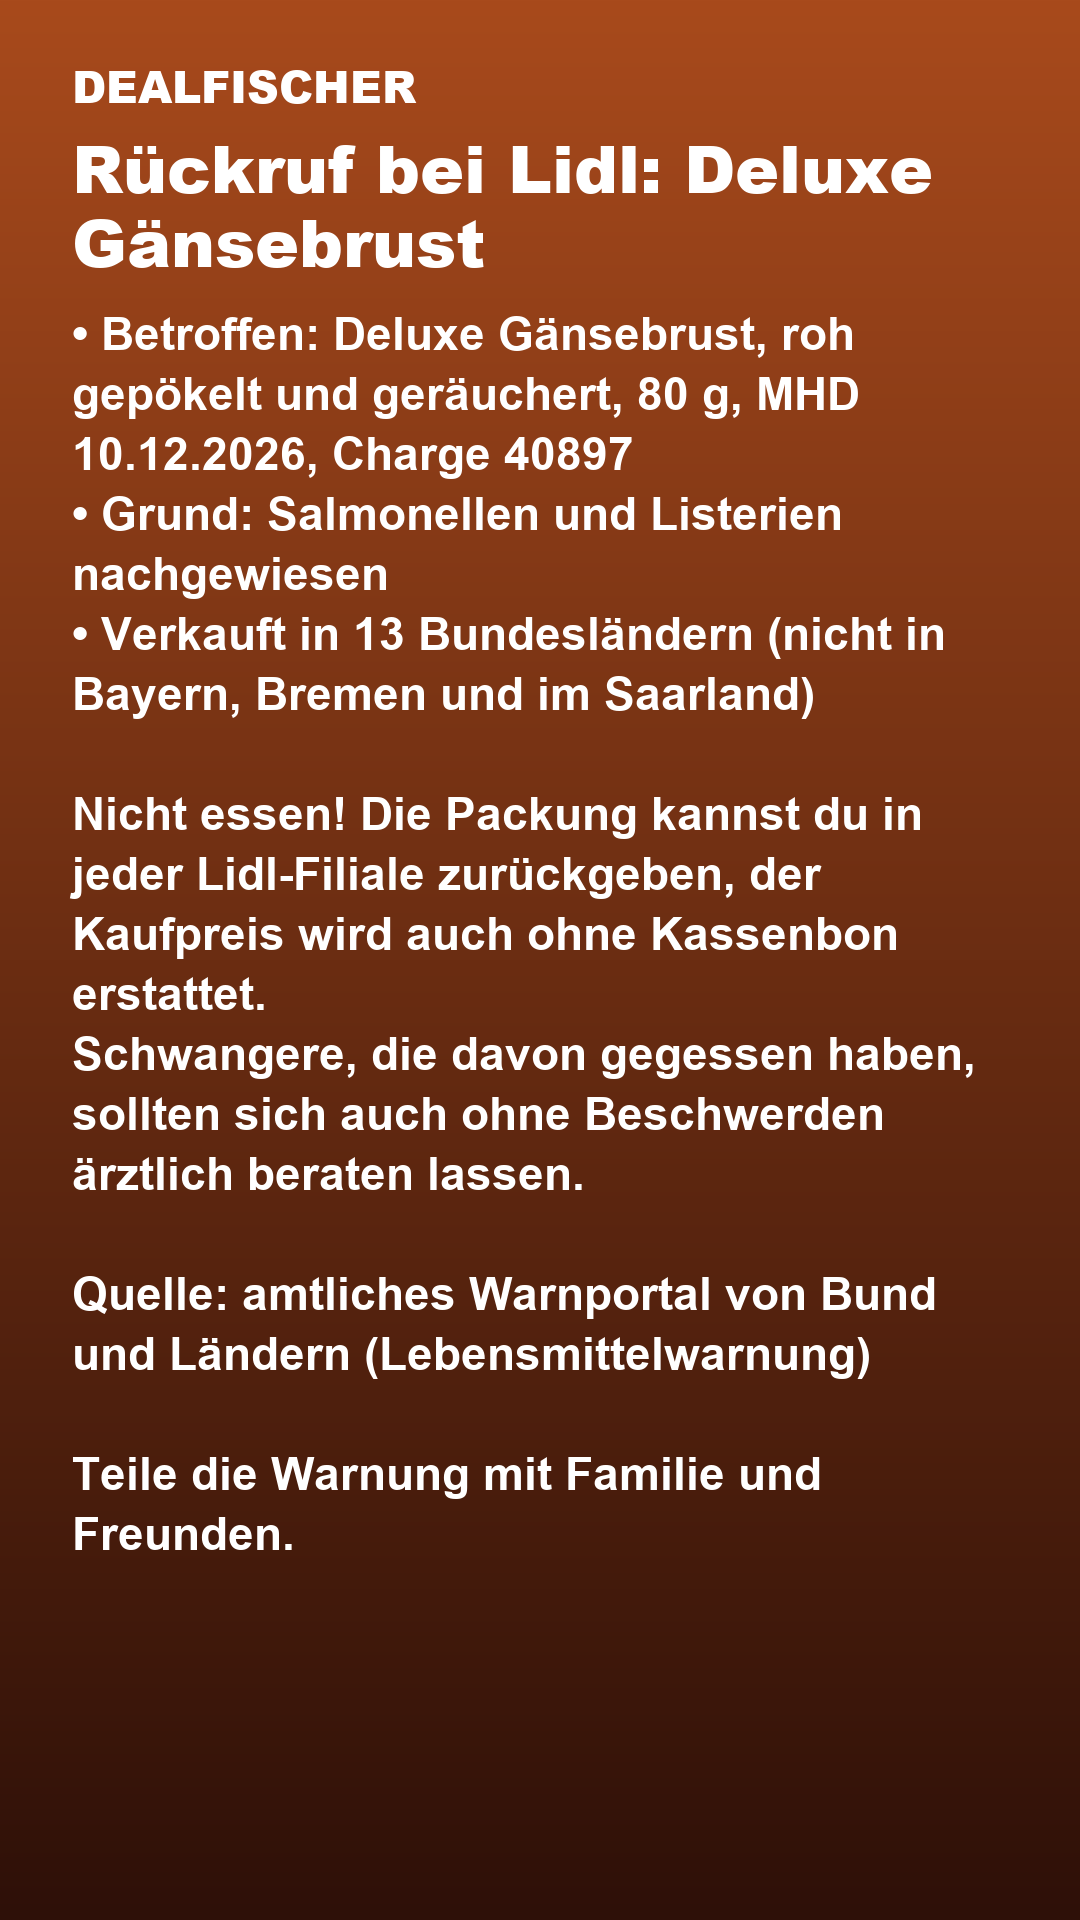 DEALFISCHER
Rückruf bei Lidl: Deluxe
Gänsebrust
• Betroffen: Deluxe Gänsebrust, roh
gepökelt und geräuchert, 80 g, MHD
10.12.2026, Charge 40897
• Grund: Salmonellen und Listerien
nachgewiesen
• Verkauft in 13 Bundesländern (nicht in
Bayern, Bremen und im Saarland)
Nicht essen! Die Packung kannst du in
jeder Lidl-Filiale zurückgeben, der
Kaufpreis wird auch ohne Kassenbon
erstattet.
Schwangere, die davon gegessen haben,
sollten sich auch ohne Beschwerden
ärztlich beraten lassen.
Quelle: amtliches Warnportal von Bund
und Ländern (Lebensmittelwarnung)
Teile die Warnung mit Familie und
Freunden.